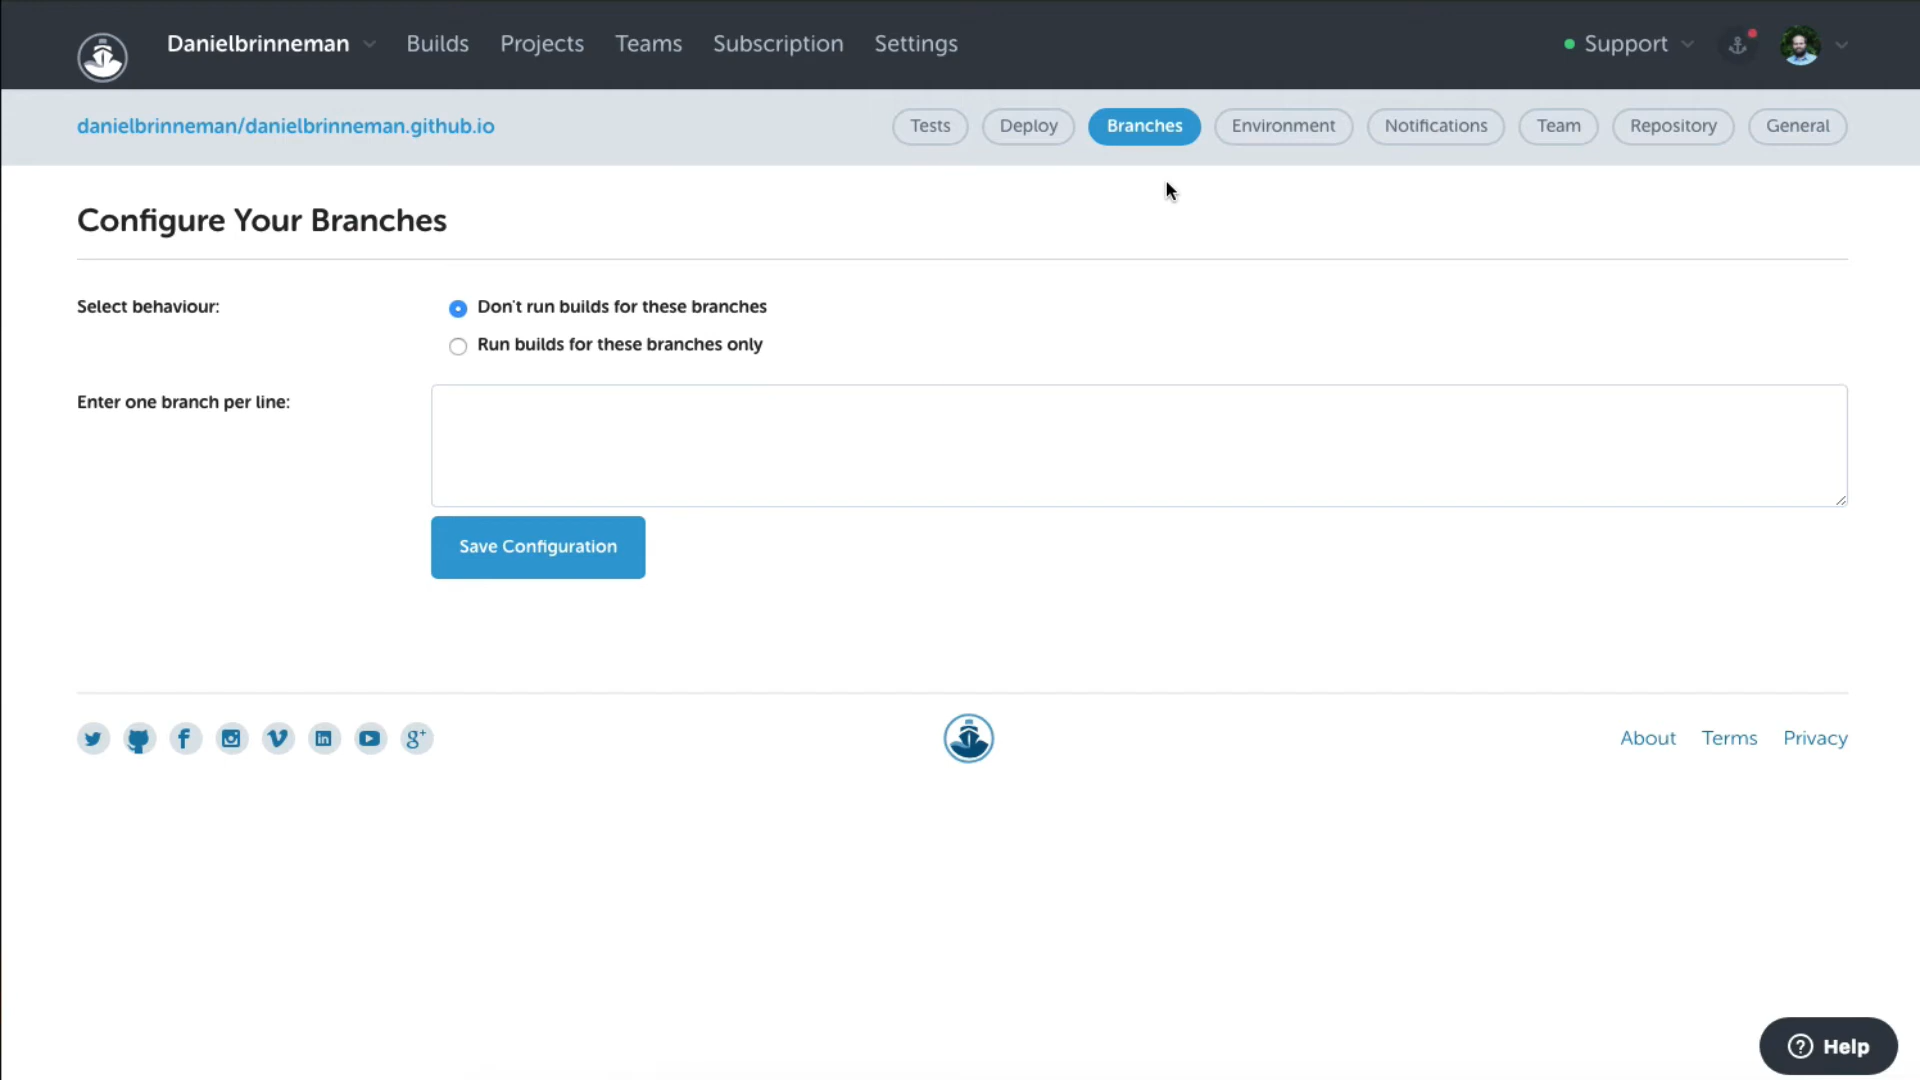 Danielbrinneman Builds Projects Teams Subscription Settings Support
danielbrinneman/danielbrinneman.github.io Tests Deploy Branches Environment Notifications Team Repository General
Configure Your Branches
Select behaviour: Don't run builds for these branches
Run builds for these branches only
Enter one branch per line:
Save Configuration
About Terms Privacy
Help